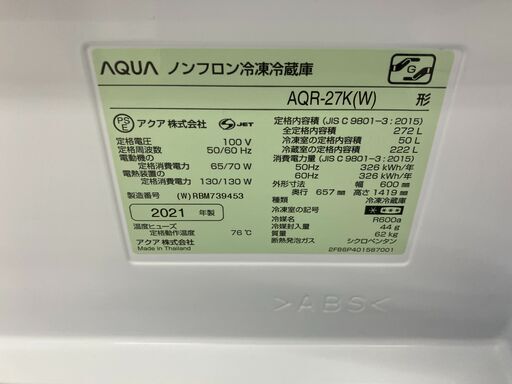 AQUA ノンフロン冷凍冷蔵庫
G
AQR-27K(W) 形
PS E アクア 株式会社 S JET
定格電圧 100 V
定格周波数 50/60 Hz
電動機の
定格消費電力 65/70 W
電熱装置の
定格消費電力 130/130 W
製造番号 (W)RBM739453
2021 年製
温度ヒューズ
定格動作温度 76℃
アクア 株式会社
Made in Thailand
定格内容積 (JIS C 9801-3:2015)
全定格内容積 272 L
冷凍室の定格内容積 50 L
冷蔵室の定格内容積 222 L
消費電力量 (JIS C 9801-3:2015)
50Hz 326 kWh/年
60Hz 326 kWh/年
外形寸法 幅 600 mm
奥行 657 mm 高さ 1419 mm
種類 冷凍冷蔵庫
冷凍室の記号
冷媒名 R600a
冷媒封入量 44 g
質量 62 kg
断熱発泡ガス シクロペンタン
2FB6P401587001
>ABS<